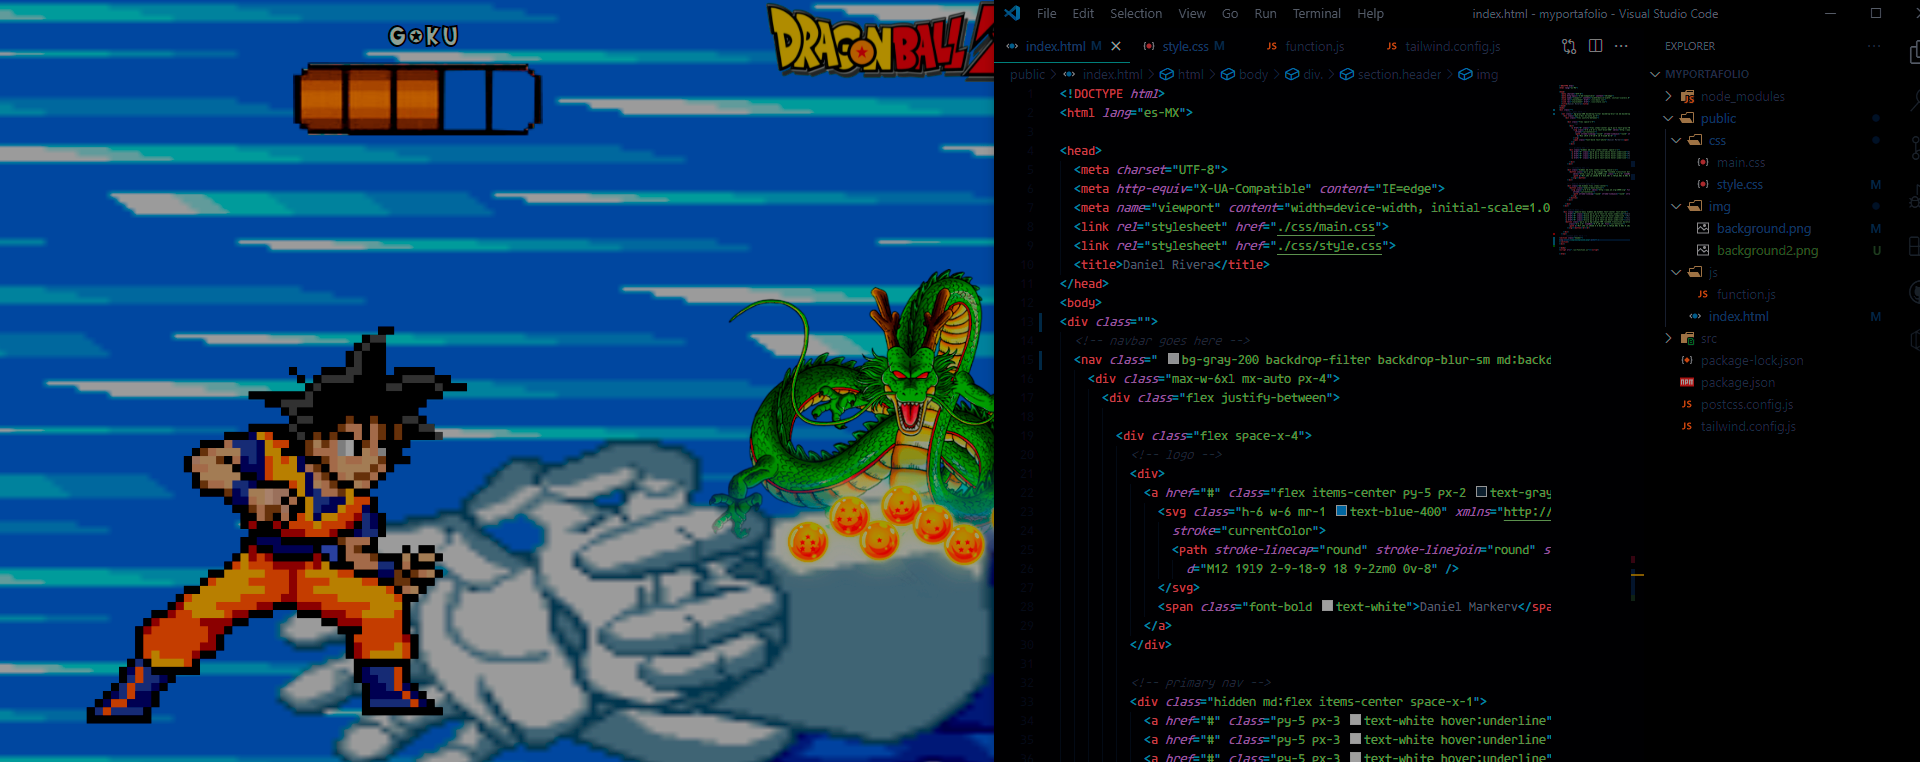 GOKU
DRAGONBALL Z
File Edit Selection View Go Run Terminal Help
index.html - myportafolio - Visual Studio Code
index.html M
style.css M
function.js
tailwind.config.js
public > index.html > html > body > div. > section.header > img
1 <!DOCTYPE html>
2 <html lang="es-MX">
3
4 <head>
5 <meta charset="UTF-8">
6 <meta http-equiv="X-UA-Compatible" content="IE=edge">
7 <meta name="viewport" content="width=device-width, initial-scale=1.0
8 <link rel="stylesheet" href="./css/main.css">
9 <link rel="stylesheet" href="./css/style.css">
10 <title>Daniel Rivera</title>
11 </head>
12 <body>
13 <div class="">
14 <!-- navbar goes here -->
15 <nav class=" bg-gray-200 backdrop-filter backdrop-blur-sm md:backd
16 <div class="max-w-6xl mx-auto px-4">
17 <div class="flex justify-between">
18
19 <div class="flex space-x-4">
20 <!-- logo -->
21 <div>
22 <a href="#" class="flex items-center py-5 px-2 text-gray
23 <svg class="h-6 w-6 mr-1 text-blue-400" xmlns="http://
24 stroke="currentColor">
25 <path stroke-linecap="round" stroke-linejoin="round" s
26 d="M12 19l9 2-9-18-9 18 9-2zm0 0v-8" />
27 </svg>
28 <span class="font-bold text-white">Daniel Markerv</spa
29 </a>
30 </div>
31
32 <!-- primary nav -->
33 <div class="hidden md:flex items-center space-x-1">
34 <a href="#" class="py-5 px-3 text-white hover:underline"
35 <a href="#" class="py-5 px-3 text-white hover:underline"
<a href="#" class="py-5 px-3 text-white hover:underline"
EXPLORER
MYPORTAFOLIO
node_modules
public
css
main.css
style.css M
img
background.png M
background2.png U
js
function.js
index.html M
src
package-lock.json
package.json
postcss.config.js
tailwind.config.js